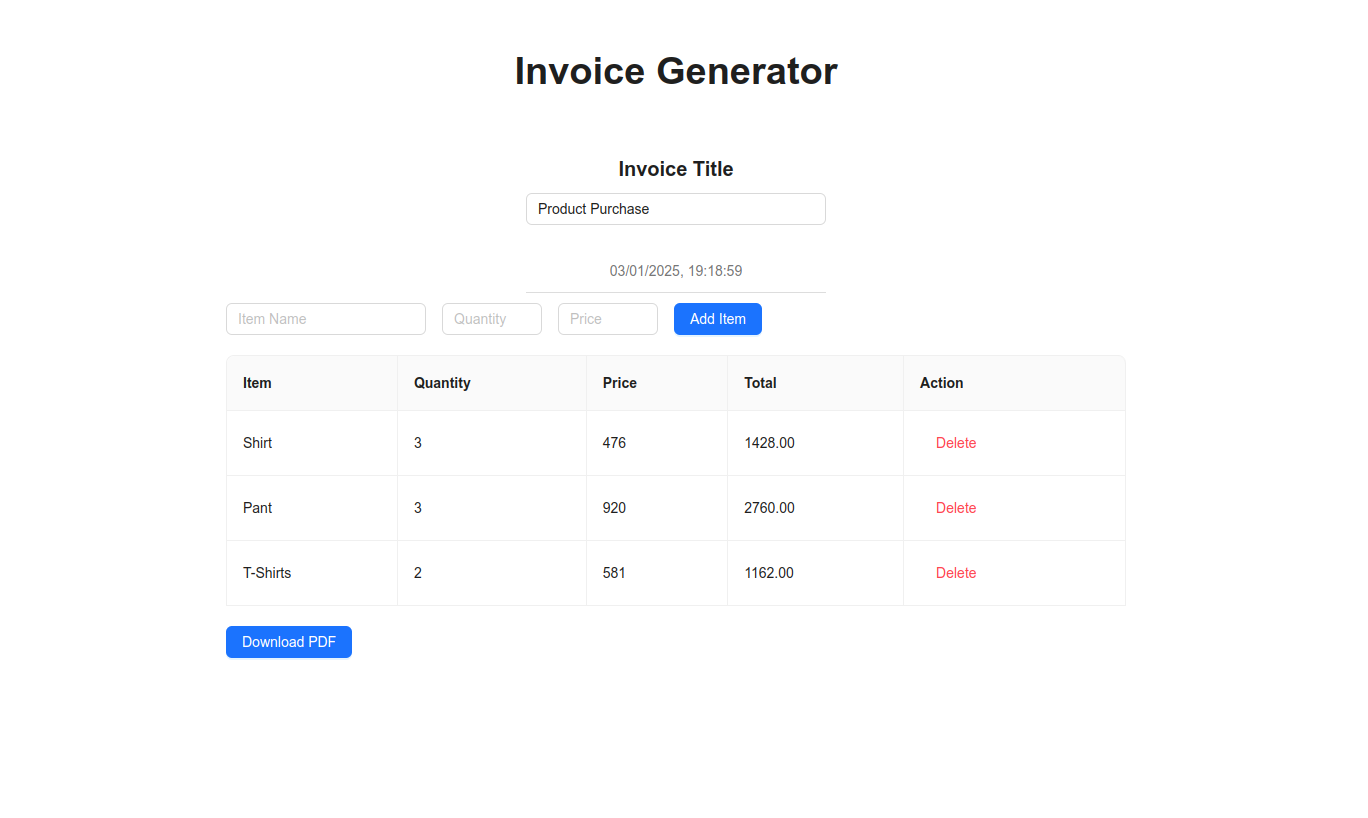 Invoice Generator
Invoice Title
Product Purchase
03/01/2025, 19:18:59
Item Name Quantity Price Add Item
Item Quantity Price Total Action
Shirt 3 476 1428.00 Delete
Pant 3 920 2760.00 Delete
T-Shirts 2 581 1162.00 Delete
Download PDF